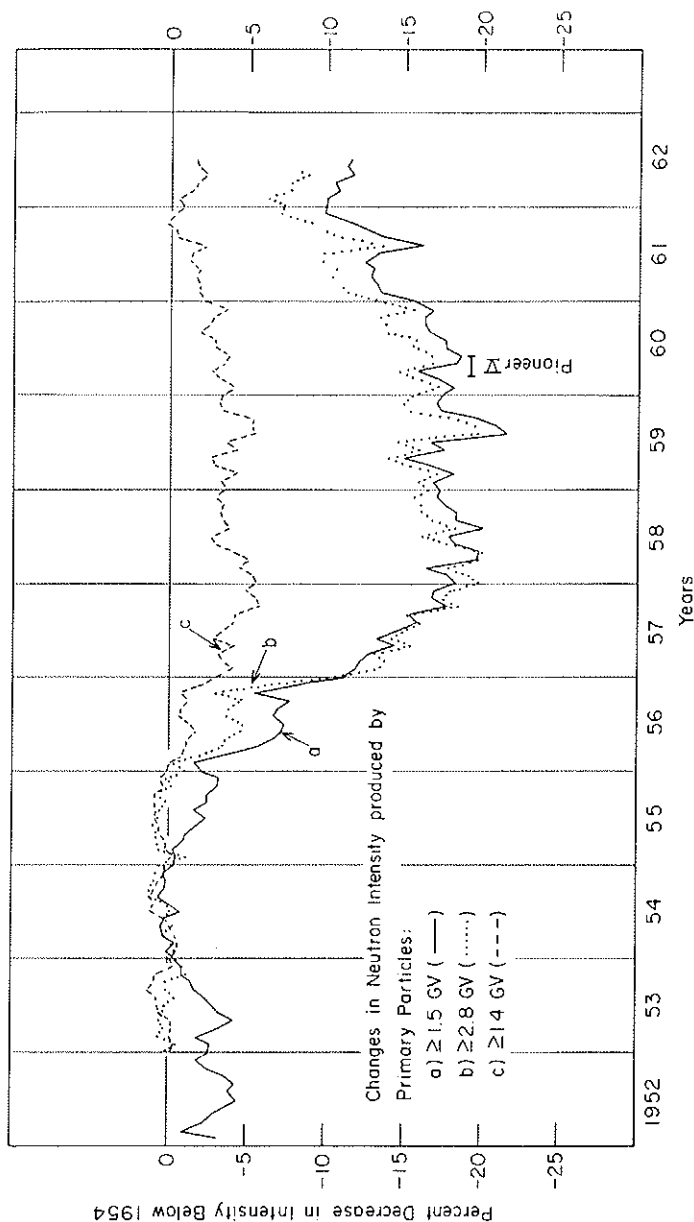 0
-5
-10
-15
-20
-25
c
b
a
Changes in Neutron Intensity produced by
Primary Particles:
a) ≥1.5 GV (—)
b) ≥2.8 GV (.....)
c) ≥14 GV (---)
Pioneer V
0
-5
-10
-15
-20
-25
Percent Decrease in Intensity Below 1954
1952
53
54
55
56
57
58
59
60
61
62
Years